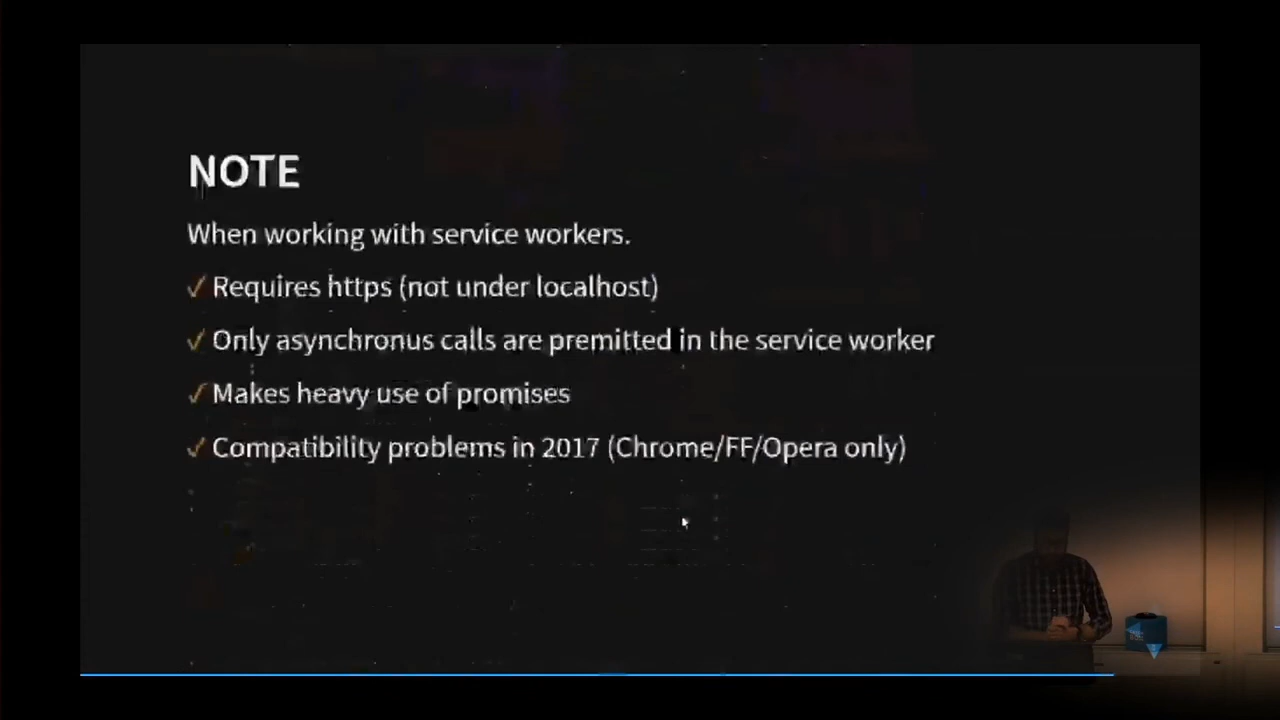 NOTE
When working with service workers.
✓ Requires https (not under localhost)
✓ Only asynchronus calls are premitted in the service worker
✓ Makes heavy use of promises
✓ Compatibility problems in 2017 (Chrome/FF/Opera only)